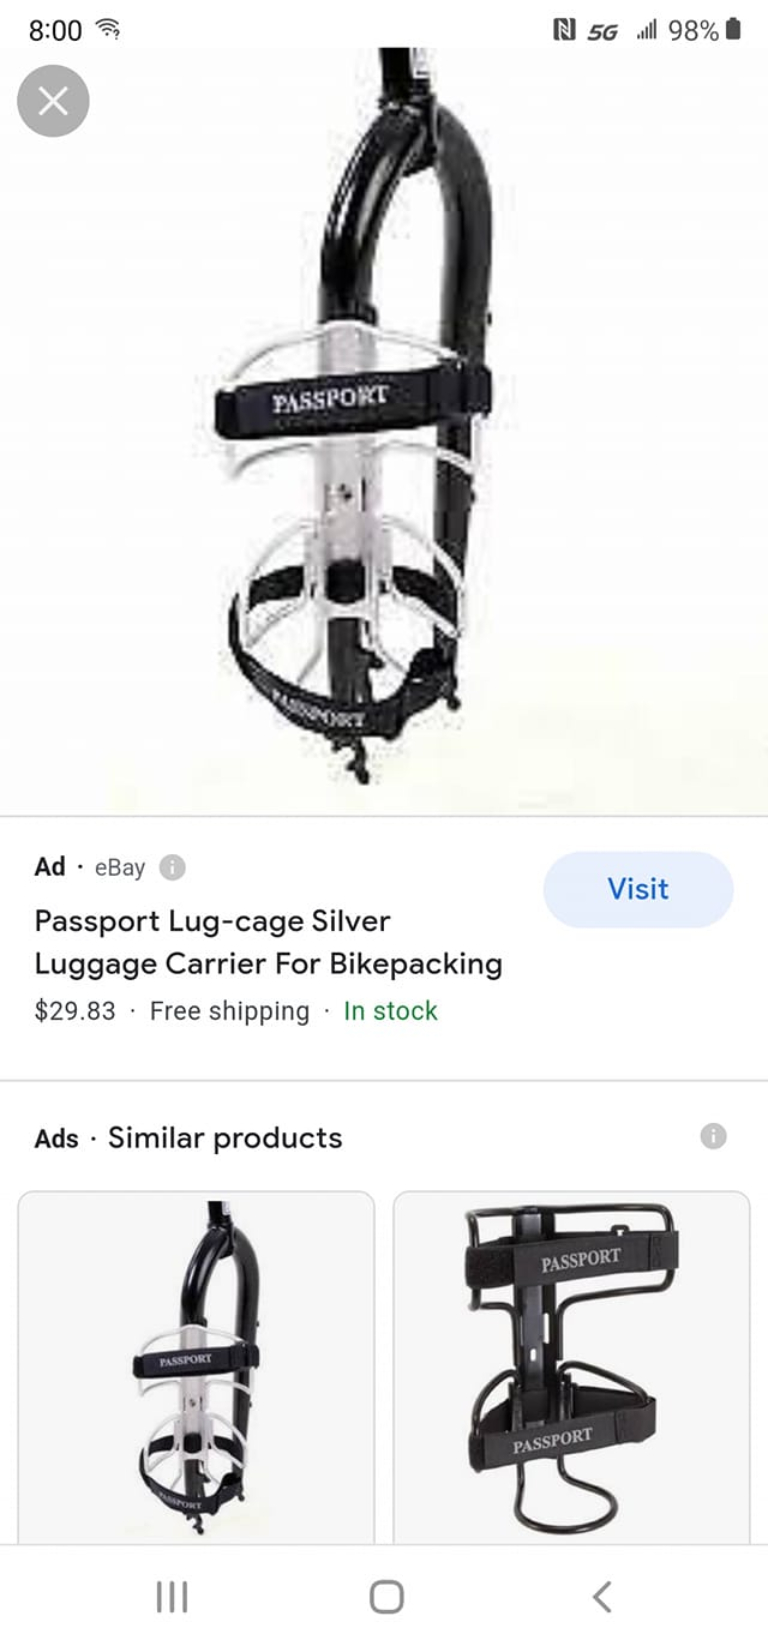 8:00
5G
98%
PASSPORT
PASSPORT
Ad · eBay
Visit
Passport Lug-cage Silver
Luggage Carrier For Bikepacking
$29.83 · Free shipping · In stock
Ads · Similar products
PASSPORT
PASSPORT
PASSPORT
PASSPORT